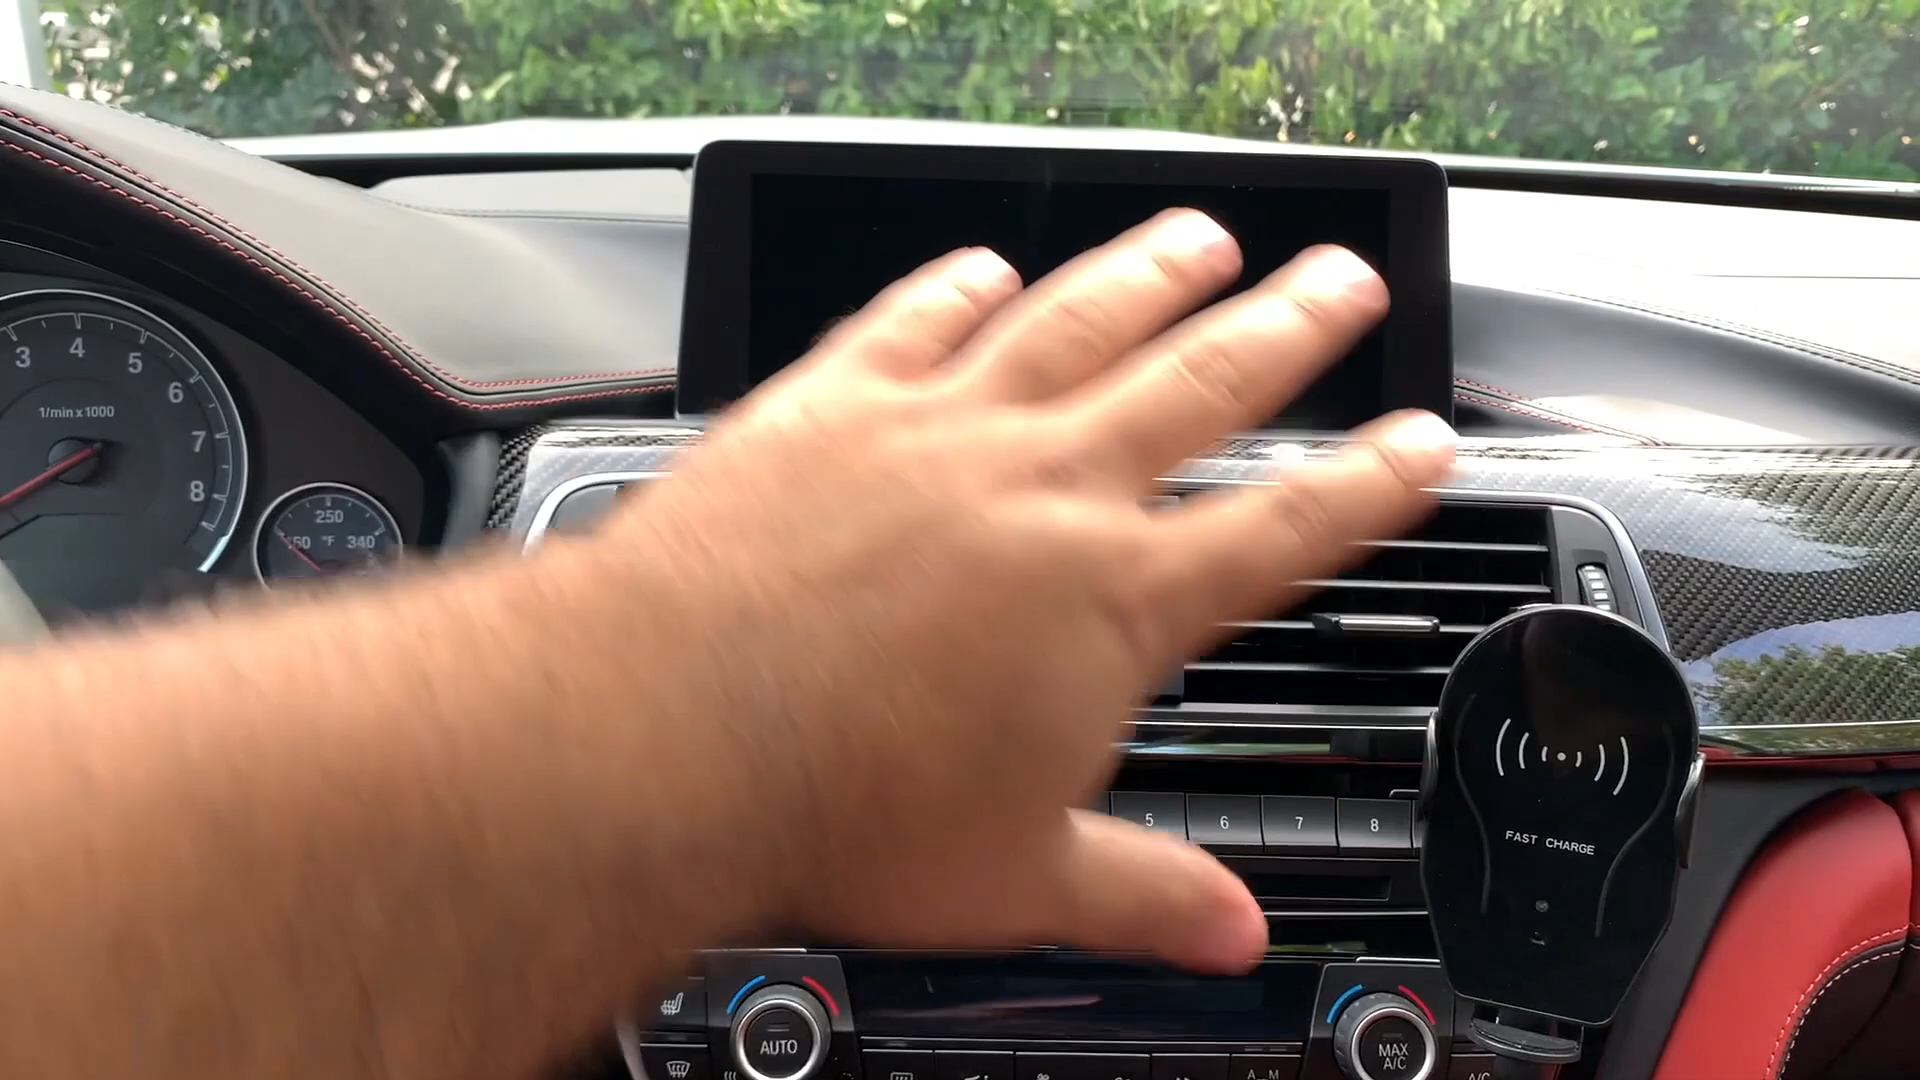 3
4
5
6
7
8
1/min x 1000
250
°F 340
5 6 7 8
FAST CHARGE
AUTO
MAX
A/C